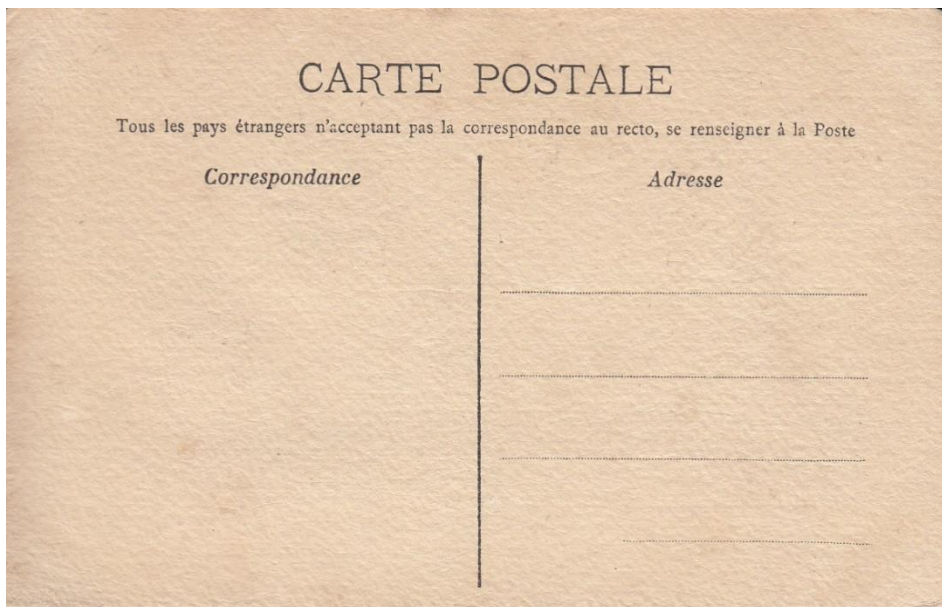 CARTE POSTALE
Tous les pays étrangers n'acceptant pas la correspondance au recto, se renseigner à la Poste
Correspondance
Adresse